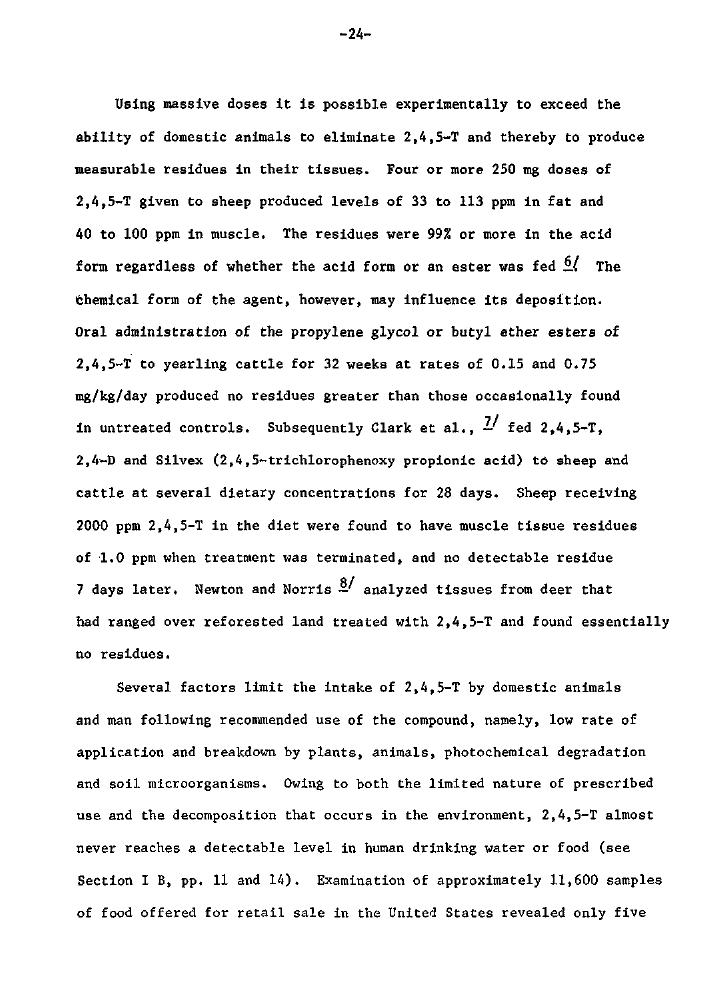 -24-
Using massive doses it is possible experimentally to exceed the
ability of domestic animals to eliminate 2,4,5-T and thereby to produce
measurable residues in their tissues. Four or more 250 mg doses of
2,4,5-T given to sheep produced levels of 33 to 113 ppm in fat and
40 to 100 ppm in muscle. The residues were 99% or more in the acid
form regardless of whether the acid form or an ester was fed 6/. The
chemical form of the agent, however, may influence its deposition.
Oral administration of the propylene glycol or butyl ether esters of
2,4,5-T to yearling cattle for 32 weeks at rates of 0.15 and 0.75
mg/kg/day produced no residues greater than those occasionally found
in untreated controls. Subsequently Clark et al., 7/ fed 2,4,5-T,
2,4-D and Silvex (2,4,5-trichlorophenoxy propionic acid) to sheep and
cattle at several dietary concentrations for 28 days. Sheep receiving
2000 ppm 2,4,5-T in the diet were found to have muscle tissue residues
of 1.0 ppm when treatment was terminated, and no detectable residue
7 days later. Newton and Norris 8/ analyzed tissues from deer that
had ranged over reforested land treated with 2,4,5-T and found essentially
no residues.
Several factors limit the intake of 2,4,5-T by domestic animals
and man following recommended use of the compound, namely, low rate of
application and breakdown by plants, animals, photochemical degradation
and soil microorganisms. Owing to both the limited nature of prescribed
use and the decomposition that occurs in the environment, 2,4,5-T almost
never reaches a detectable level in human drinking water or food (see
Section I B, pp. 11 and 14). Examination of approximately 11,600 samples
of food offered for retail sale in the United States revealed only five